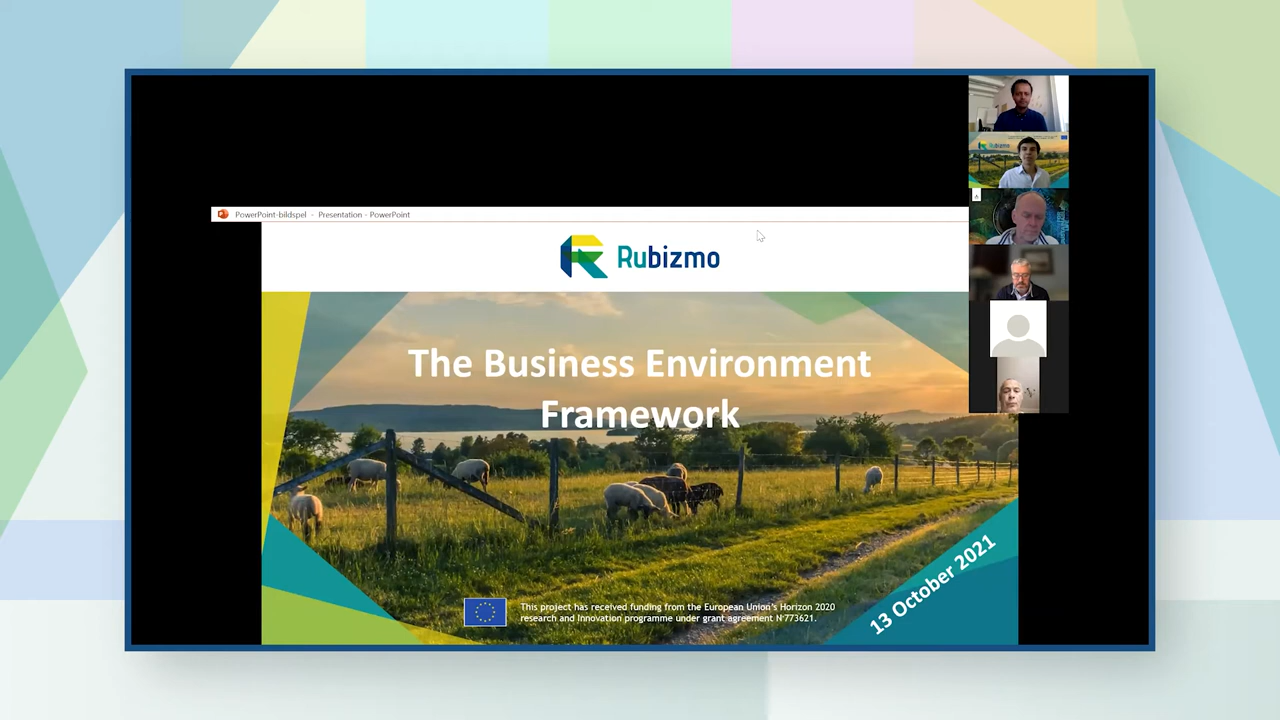 PowerPoint-bildspel - Presentation - PowerPoint
Rubizmo
Rubizmo
The Business Environment
Framework
13 October 2021
This project has received funding from the European Union's Horizon 2020
research and Innovation programme under grant agreement N°773621.